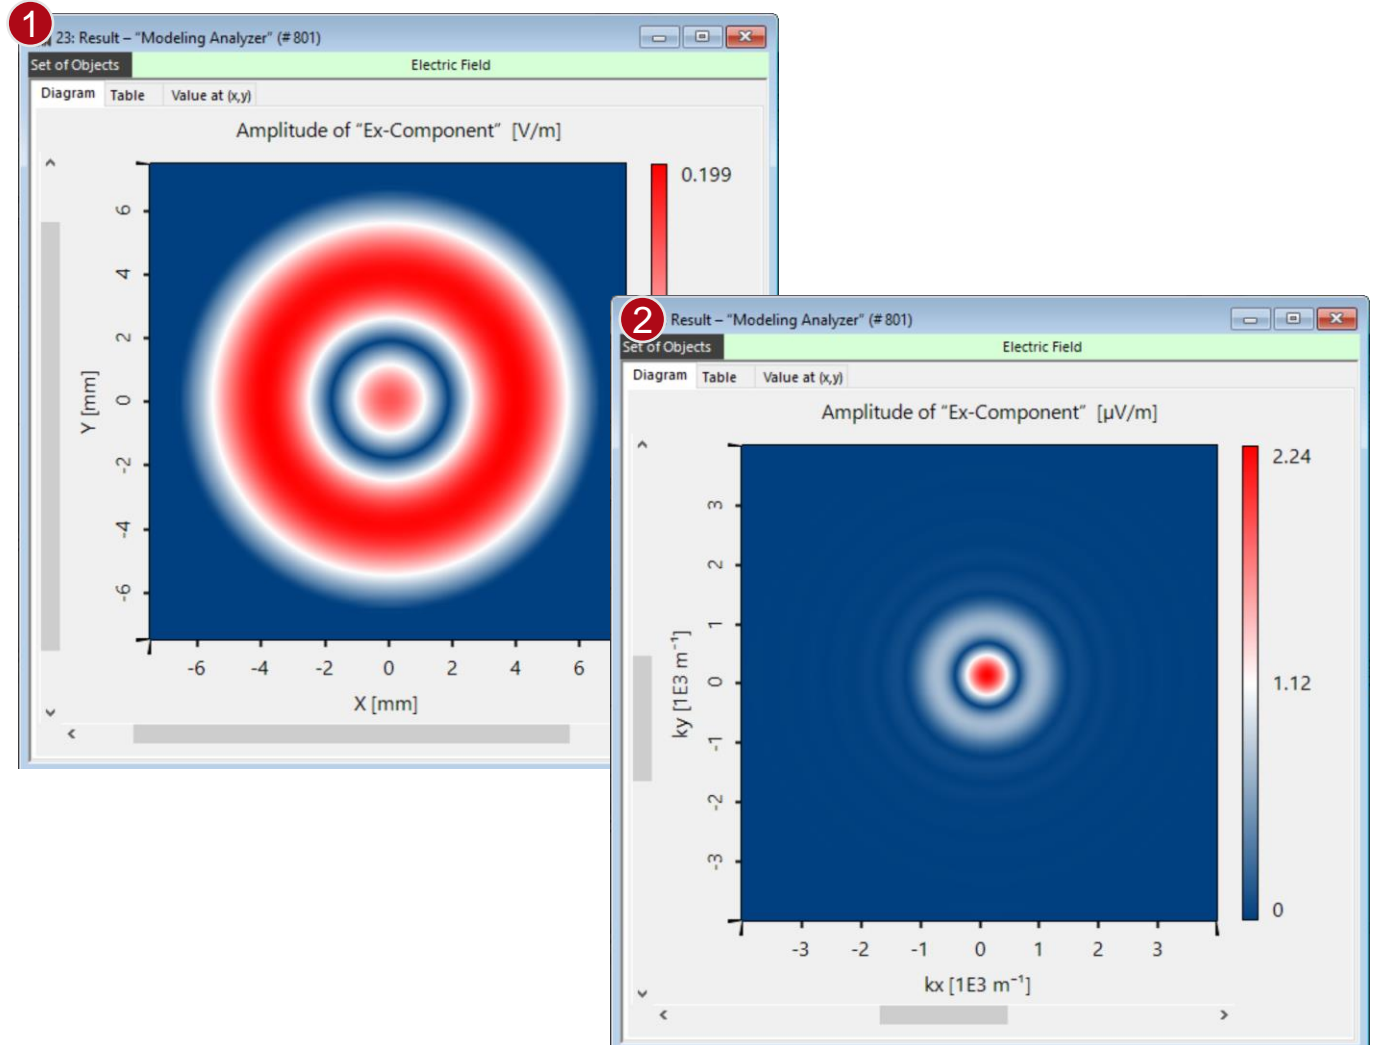 1
23: Result – “Modeling Analyzer” (#801)
Set of Objects Electric Field
Diagram Table Value at (x,y)
Amplitude of “Ex-Component” [V/m]
0.199
6
4
2
0
-2
-4
-6
Y [mm]
-6 -4 -2 0 2 4 6
X [mm]
2
Result – “Modeling Analyzer” (#801)
Set of Objects Electric Field
Diagram Table Value at (x,y)
Amplitude of “Ex-Component” [µV/m]
2.24
1.12
0
3
2
1
0
-1
-2
-3
ky [1E3 m⁻¹]
-3 -2 -1 0 1 2 3
kx [1E3 m⁻¹]